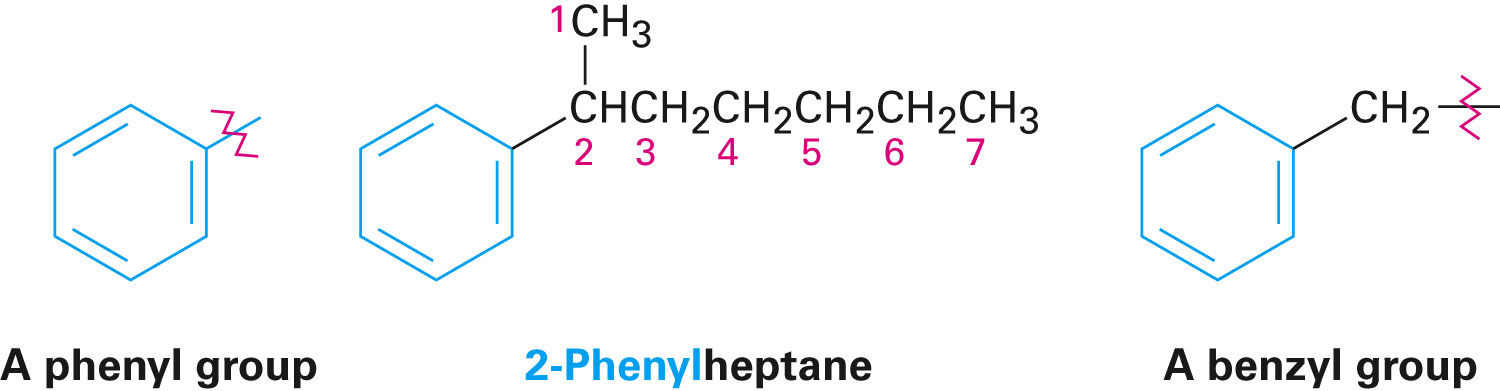 1CH3
CHCH2CH2CH2CH2CH3
2 3 4 5 6 7
CH2
A phenyl group
2-Phenylheptane
A benzyl group